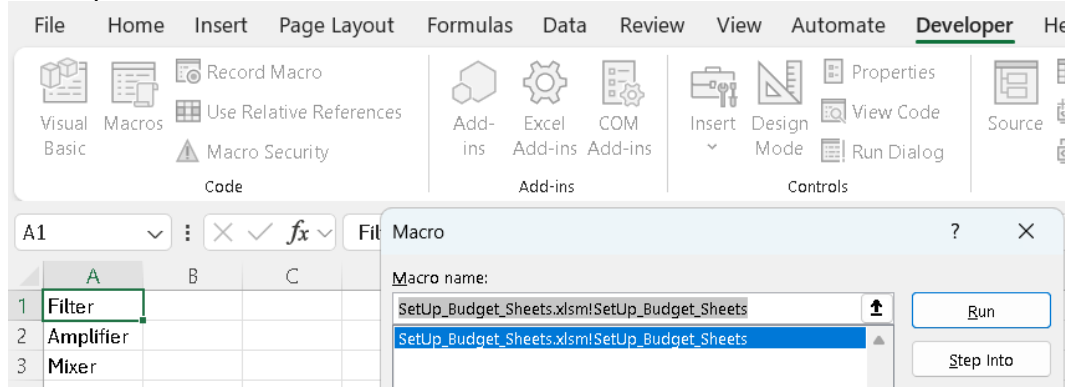 File Home Insert Page Layout Formulas Data Review View Automate Developer
Visual Basic
Macros
Record Macro
Use Relative References
Macro Security
Code
Add-ins
Excel Add-ins
COM Add-ins
Add-ins
Insert
Design Mode
Properties
View Code
Run Dialog
Controls
Source
A1 fx
A B C
1 Filter
2 Amplifier
3 Mixer
Macro ?
Macro name:
SetUp_Budget_Sheets.xlsm!SetUp_Budget_Sheets
SetUp_Budget_Sheets.xlsm!SetUp_Budget_Sheets
Run
Step Into